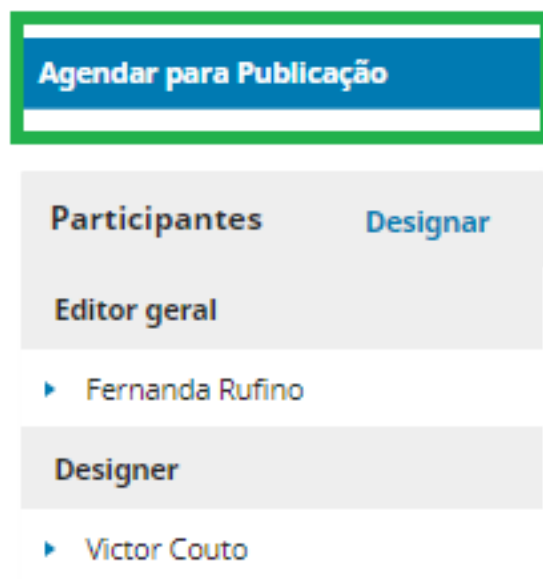 Agendar para Publicação
Participantes Designar
Editor geral
Fernanda Rufino
Designer
Victor Couto